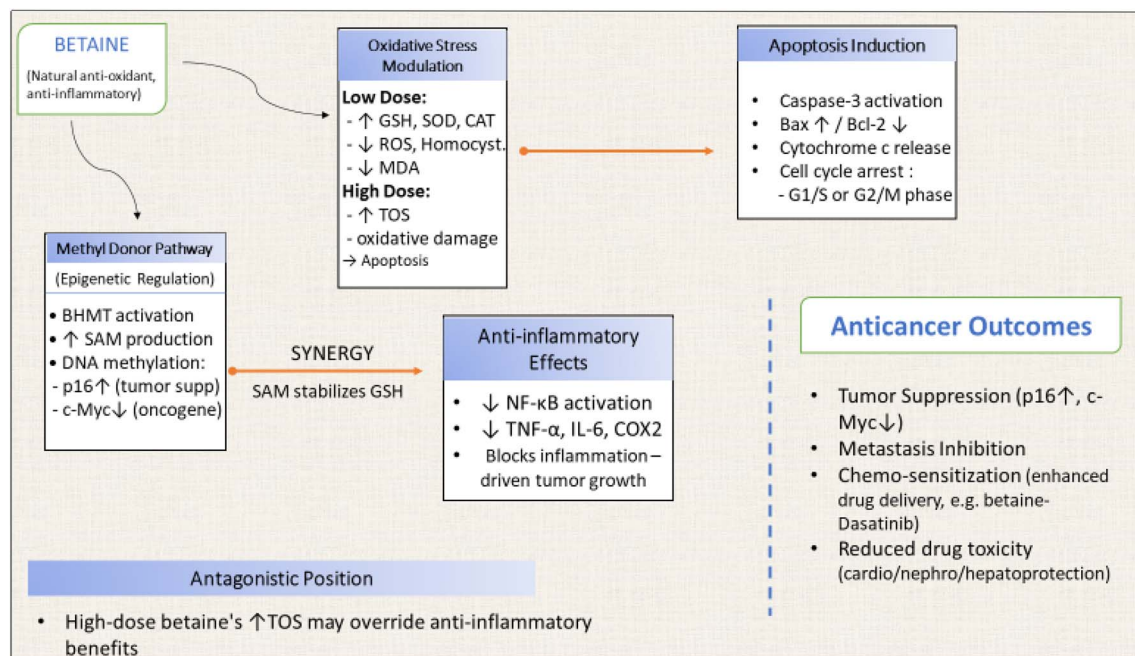 BETAINE
(Natural anti-oxidant,
anti-inflammatory)
Oxidative Stress
Modulation
Low Dose:
- ↑ GSH, SOD, CAT
- ↓ ROS, Homocyst.
- ↓ MDA
High Dose:
- ↑ TOS
- oxidative damage
→ Apoptosis
Apoptosis Induction
• Caspase-3 activation
• Bax ↑ / Bcl-2 ↓
• Cytochrome c release
• Cell cycle arrest :
- G1/S or G2/M phase
Methyl Donor Pathway
(Epigenetic Regulation)
• BHMT activation
• ↑ SAM production
• DNA methylation:
- p16↑ (tumor supp)
- c-Myc↓ (oncogene)
SYNERGY
SAM stabilizes GSH
Anti-inflammatory
Effects
• ↓ NF-κB activation
• ↓ TNF-α, IL-6, COX2
• Blocks inflammation–
driven tumor growth
Anticancer Outcomes
• Tumor Suppression (p16↑, c-
Myc↓)
• Metastasis Inhibition
• Chemo-sensitization (enhanced
drug delivery, e.g. betaine-
Dasatinib)
• Reduced drug toxicity
(cardio/nephro/hepatoprotection)
Antagonistic Position
• High-dose betaine's ↑TOS may override anti-inflammatory
benefits